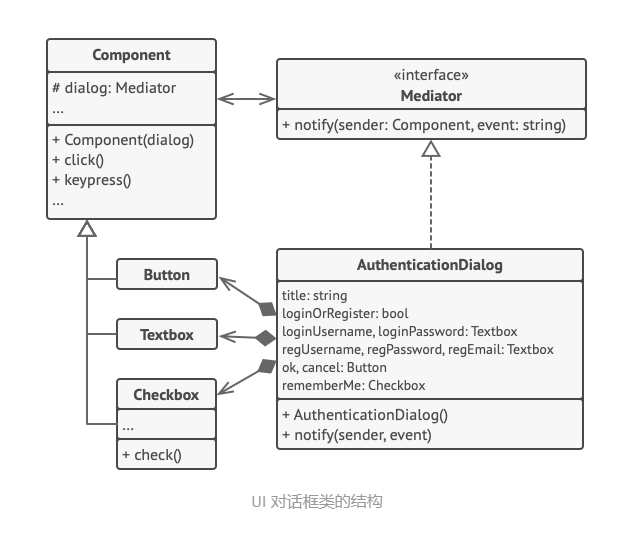 Component
# dialog: Mediator
...
+ Component(dialog)
+ click()
+ keypress()
...
«interface»
Mediator
+ notify(sender: Component, event: string)
Button
Textbox
Checkbox
...
+ check()
AuthenticationDialog
title: string
loginOrRegister: bool
loginUsername, loginPassword: Textbox
regUsername, regPassword, regEmail: Textbox
ok, cancel: Button
rememberMe: Checkbox
+ AuthenticationDialog()
+ notify(sender, event)
UI 对话框类的结构